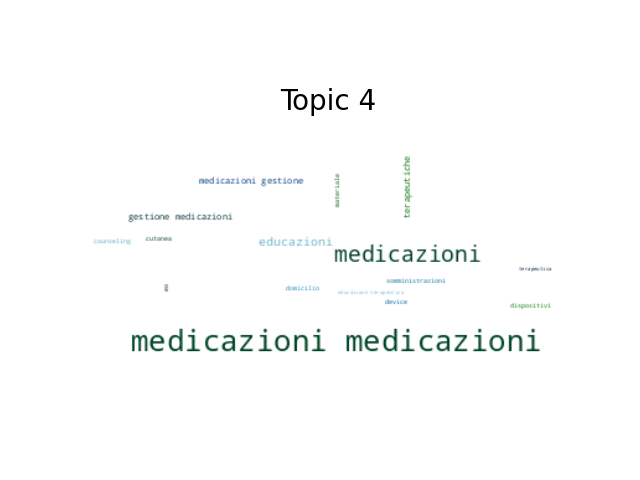 Topic 4
medicazioni gestione
materiale
terapeutiche
gestione medicazioni
counseling
cutanea
educazioni
medicazioni
terapeutica
somministrazioni
domicilio
educazione terapeutica
device
dispositivi
medicazioni medicazioni